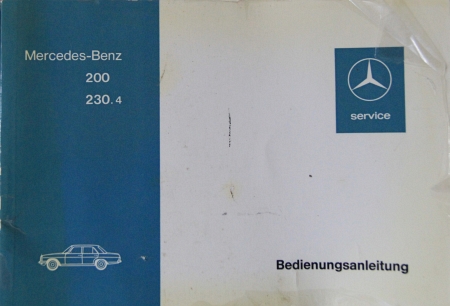 Mercedes-Benz
200
230.4
service
Bedienungsanleitung